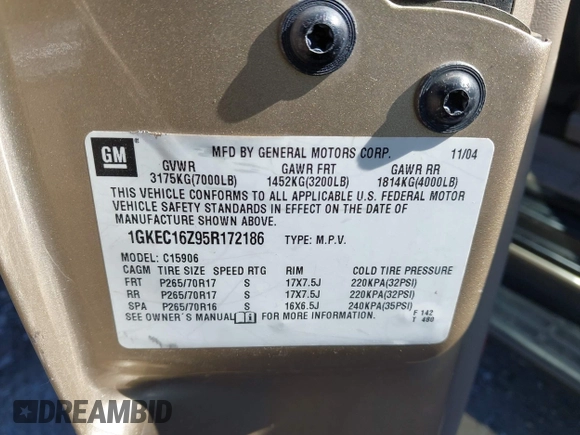 GM
MFD BY GENERAL MOTORS CORP. 11/04
GVWR GAWR FRT GAWR RR
3175KG(7000LB) 1452KG(3200LB) 1814KG(4000LB)
THIS VEHICLE CONFORMS TO ALL APPLICABLE U.S. FEDERAL MOTOR
VEHICLE SAFETY STANDARDS IN EFFECT ON THE DATE OF
MANUFACTURE SHOWN ABOVE.
1GKEC16Z95R172186 TYPE: M.P.V.
MODEL: C15906
CAGM TIRE SIZE SPEED RTG RIM COLD TIRE PRESSURE
FRT P265/70R17 S 17X7.5J 220KPA(32PSI)
RR P265/70R17 S 17X7.5J 220KPA(32PSI)
SPA P265/70R16 S 16X6.5J 240KPA(35PSI)
SEE OWNER'S MANUAL FOR MORE INFORMATION.
F 142
T 480
DREAMBID